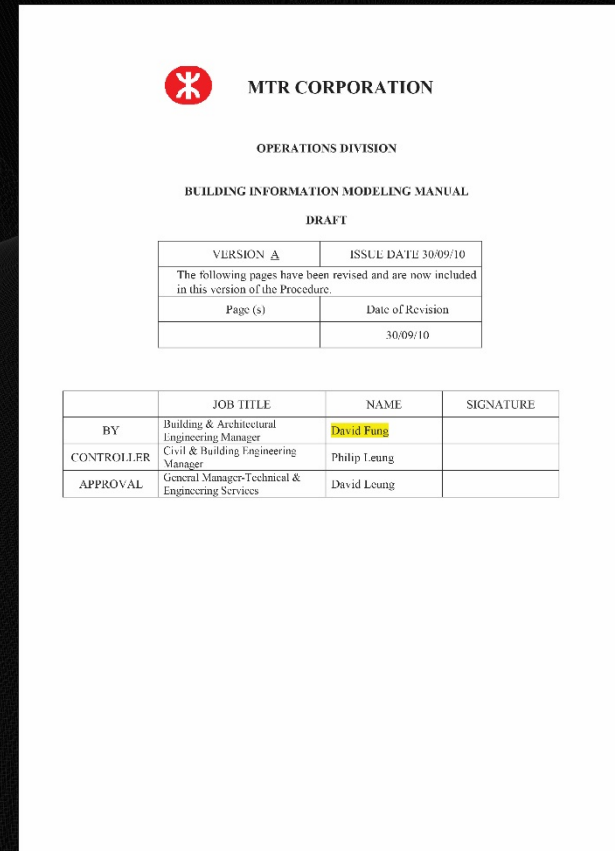 MTR CORPORATION
OPERATIONS DIVISION
BUILDING INFORMATION MODELING MANUAL
DRAFT
VERSION A
ISSUE DATE 30/09/10
The following pages have been revised and are now included
in this version of the Procedure.
Page (s)
Date of Revision
30/09/10
JOB TITLE
NAME
SIGNATURE
BY
Building & Architectural
Engineering Manager
David Fung
CONTROLLER
Civil & Building Engineering
Manager
Philip Leung
APPROVAL
General Manager-Technical &
Engineering Services
David Leung